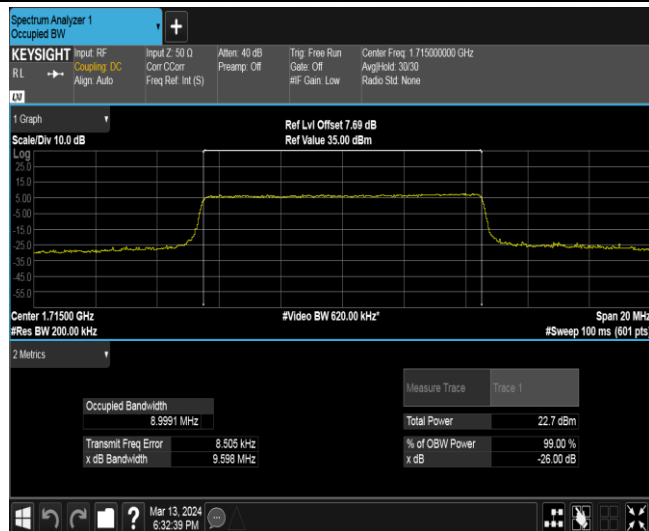 Spectrum Analyzer 1
Occupied BW
+
KEYSIGHT Input: RF Input Z: 50 Ω Atten: 40 dB Trig: Free Run Center Freq: 1.715000000 GHz
RL Coupling: DC Corr CCorr Preamp: Off Gate: Off Avg|Hold: 30/30
Align: Auto Freq Ref: Int (S) #IF Gain: Low Radio Std: None
LXI
1 Graph
Ref Lvl Offset 7.69 dB
Scale/Div 10.0 dB Ref Value 35.00 dBm
Log
25.0
15.0
5.00
-5.00
-15.0
-25.0
-35.0
-45.0
-55.0
Center 1.71500 GHz #Video BW 620.00 kHz* Span 20 MHz
#Res BW 200.00 kHz #Sweep 100 ms (601 pts)
2 Metrics
Measure Trace Trace 1
Occupied Bandwidth
8.9991 MHz Total Power 22.7 dBm
Transmit Freq Error 8.505 kHz % of OBW Power 99.00 %
x dB Bandwidth 9.598 MHz x dB -26.00 dB
? Mar 13, 2024
6:32:39 PM